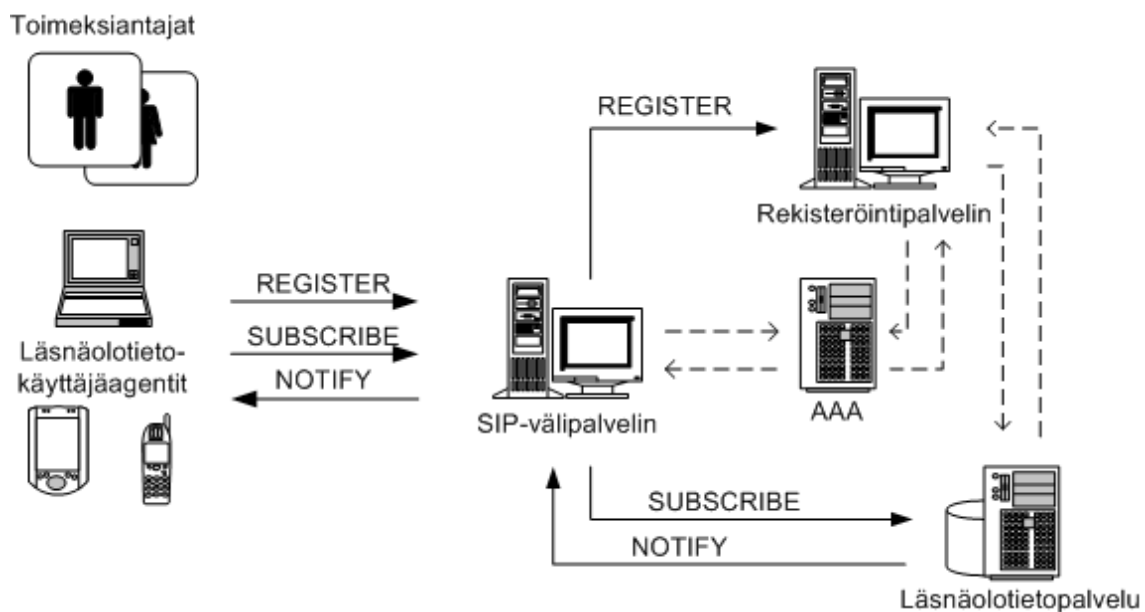 Toimeksiantajat
REGISTER
Rekisteröintipalvelin
REGISTER
SUBSCRIBE
NOTIFY
Läsnäolotieto-
käyttäjäagentit
SIP-välipalvelin
AAA
SUBSCRIBE
NOTIFY
Läsnäolotietopalvelu